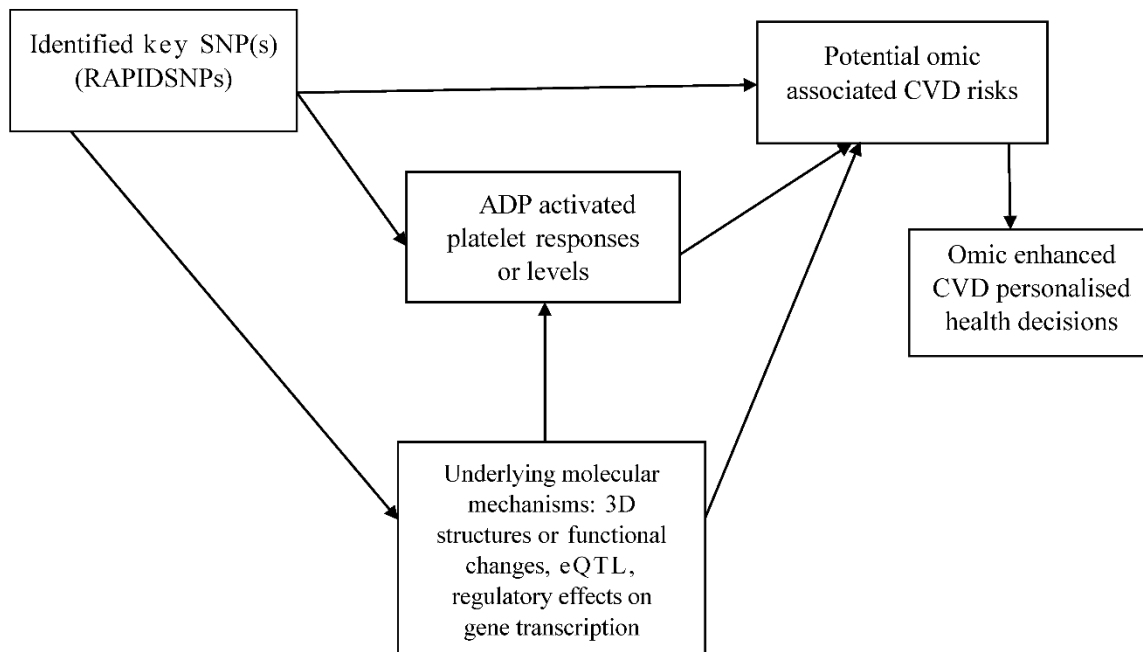 Identified key SNP(s)
(RAPIDSNPs)
Potential omic
associated CVD risks
ADP activated
platelet responses
or levels
Omic enhanced
CVD personalised
health decisions
Underlying molecular
mechanisms: 3D
structures or functional
changes, eQTL,
regulatory effects on
gene transcription